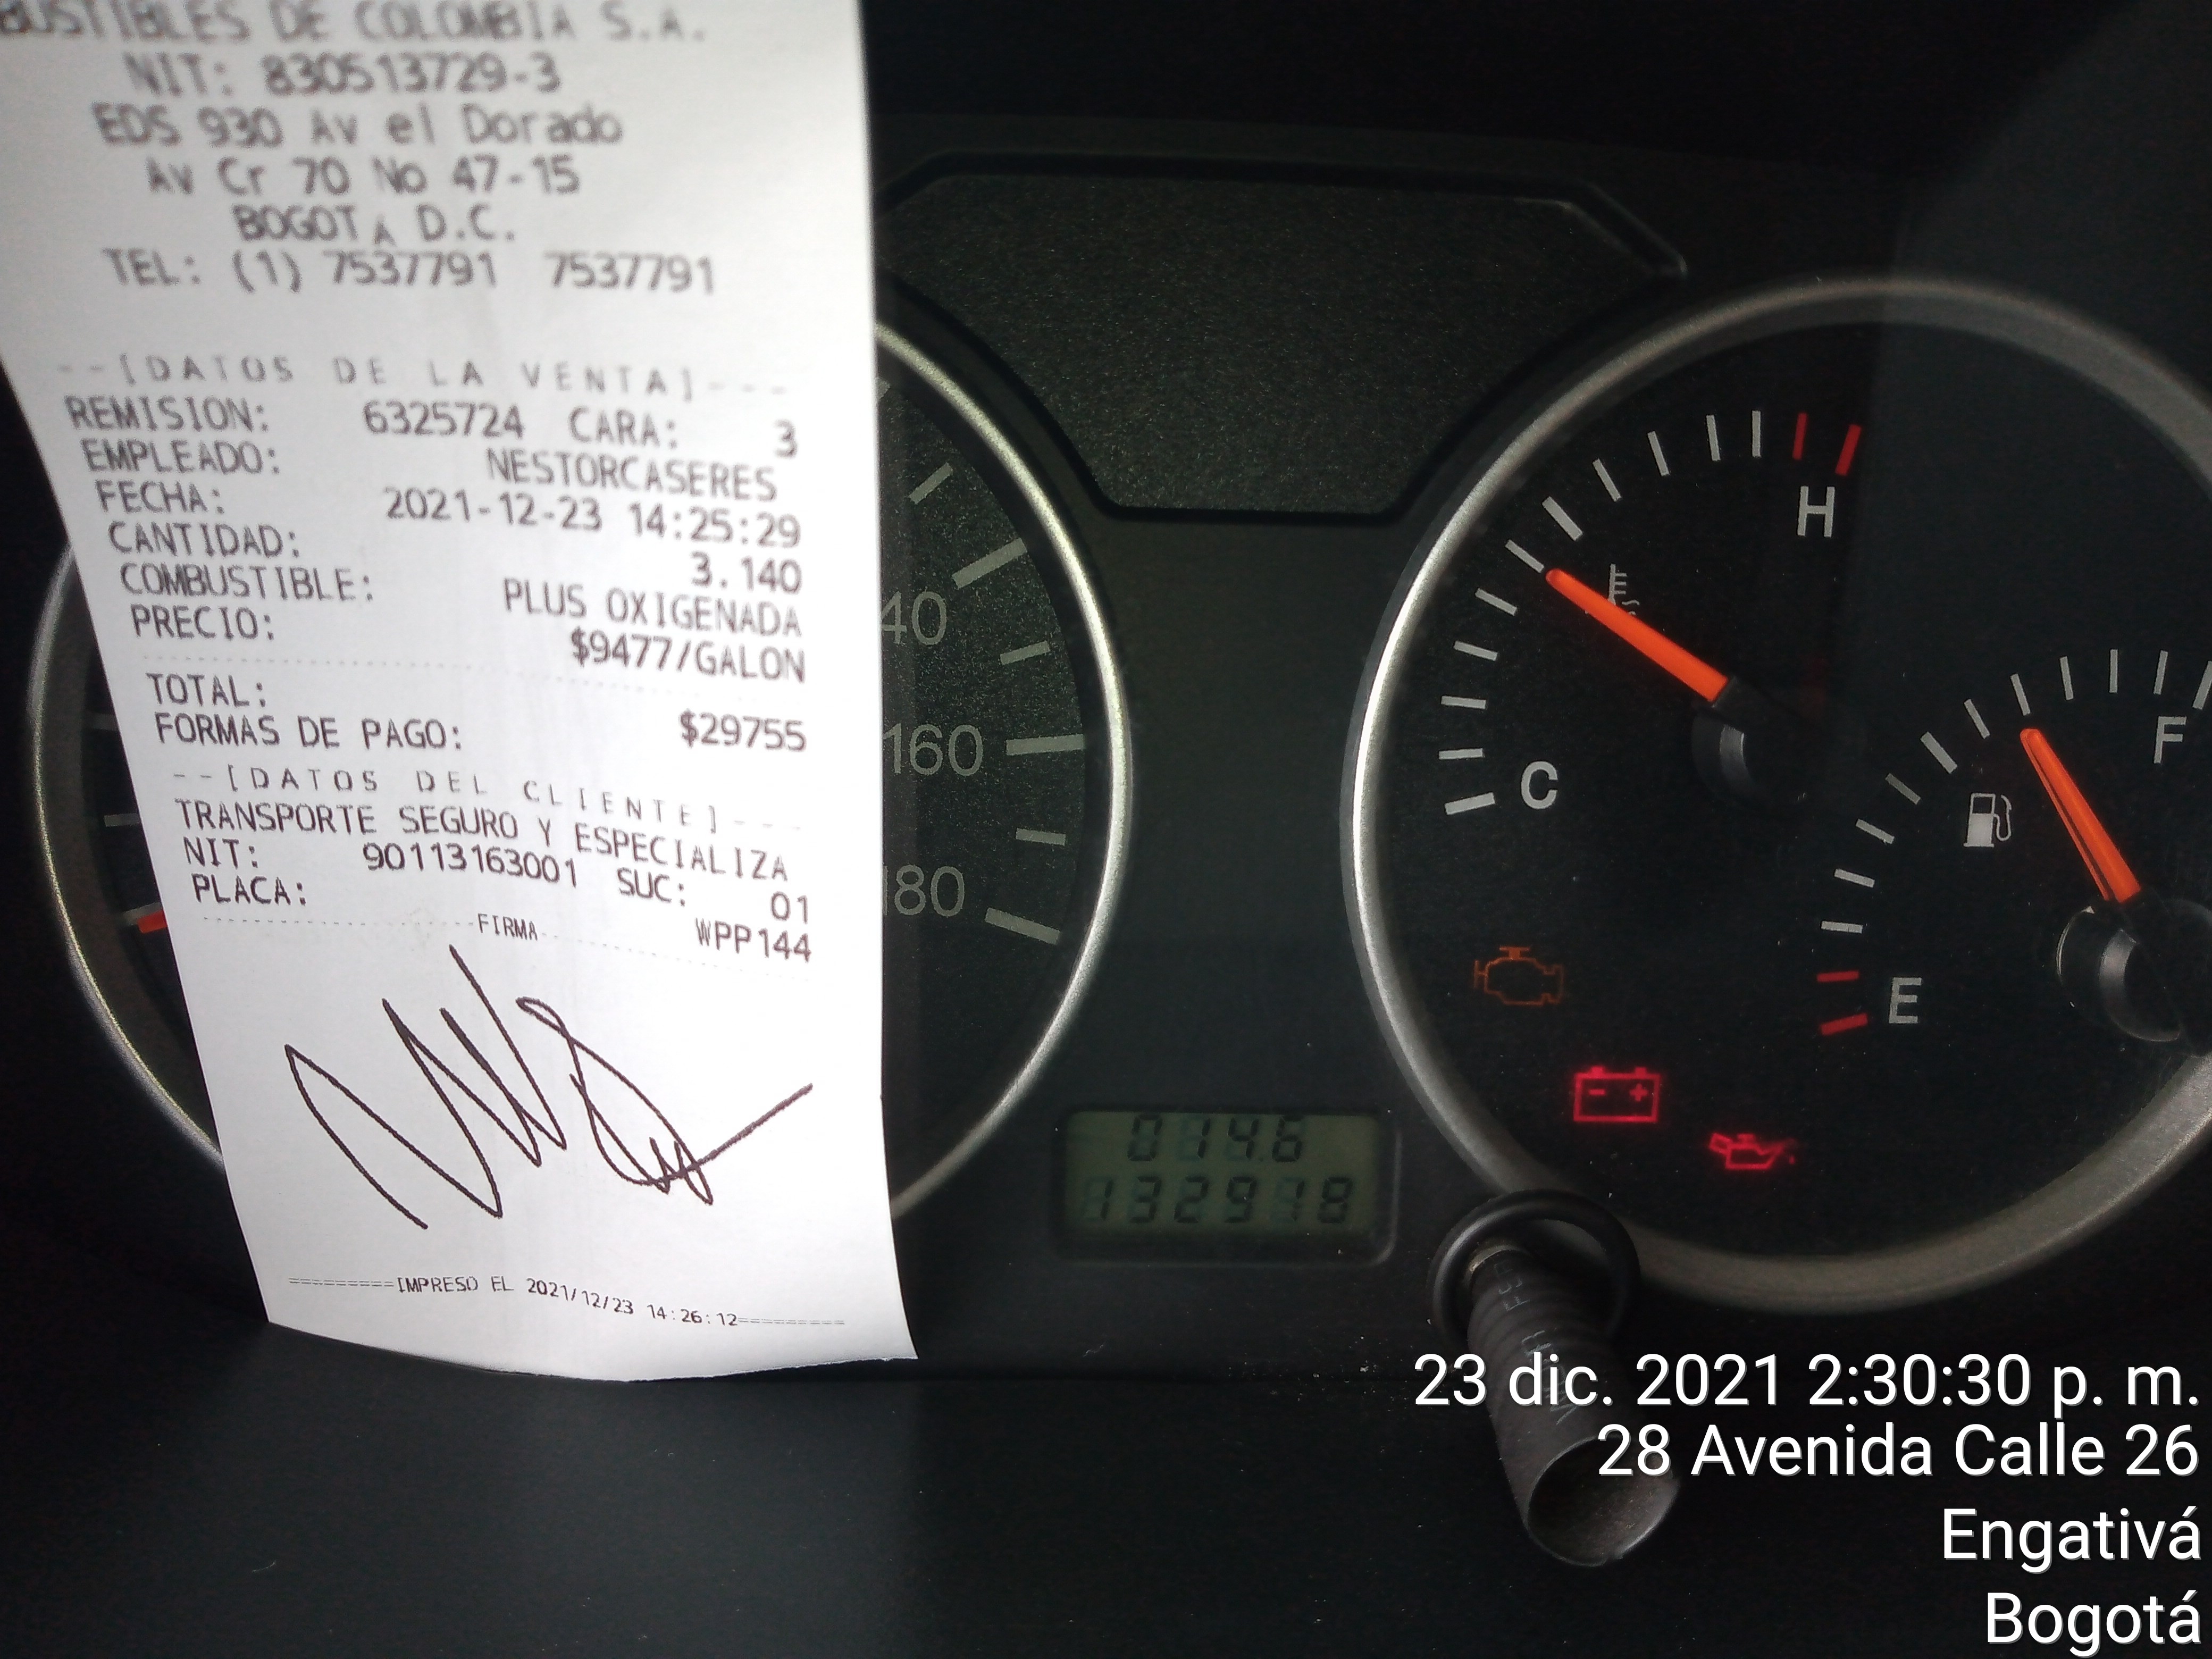 BUSTIBLES DE COLOMBIA S.A.
NIT: 830513729-3
EDS 930 Av el Dorado
Av Cr 70 No 47-15
BOGOTA D.C.
TEL: (1) 7537791 7537791
--[DATOS DE LA VENTA]---
REMISION: 6325724 CARA: 3
EMPLEADO: NESTORCASERES
FECHA: 2021-12-23 14:25:29
CANTIDAD: 3.140
COMBUSTIBLE: PLUS OXIGENADA
PRECIO: $9477/GALON
TOTAL: $29755
FORMAS DE PAGO:
--[DATOS DEL CLIENTE]---
TRANSPORTE SEGURO Y ESPECIALIZA
NIT: 90113163001 SUC: 01
PLACA: WPP144
FIRMA
=========IMPRESO EL 2021/12/23 14:26:12=========
40
160
180
H
C
F
E
014.6
132918
23 dic. 2021 2:30:30 p. m.
28 Avenida Calle 26
Engativá
Bogotá